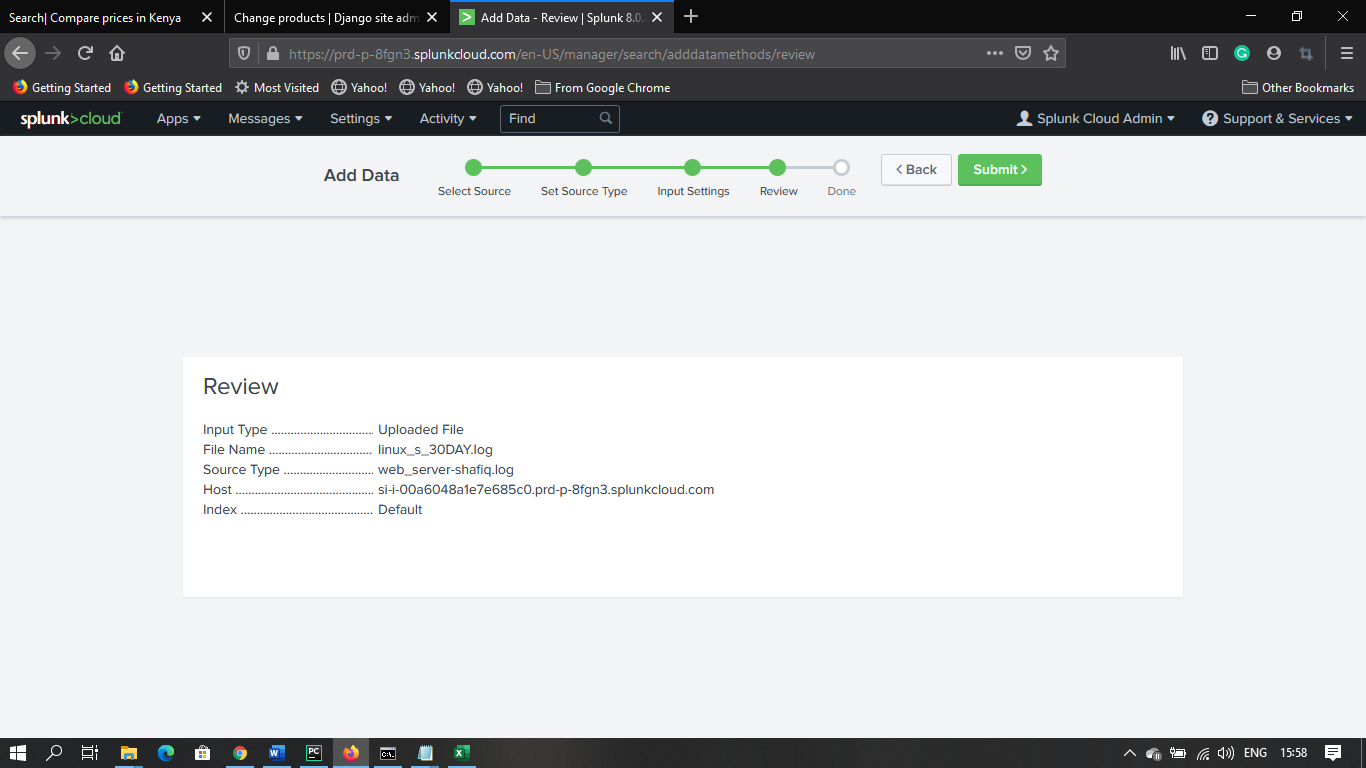 Search| Compare prices in Kenya
Change products | Django site adm
Add Data - Review | Splunk 8.0.
https://prd-p-8fgn3.splunkcloud.com/en-US/manager/search/adddatamethods/review
Getting Started Getting Started Most Visited Yahoo! Yahoo! Yahoo! From Google Chrome Other Bookmarks
splunk>cloud Apps Messages Settings Activity Find Splunk Cloud Admin Support & Services
Add Data
Select Source Set Source Type Input Settings Review Done
< Back Submit >
Review
Input Type ................................ Uploaded File
File Name ................................ linux_s_30DAY.log
Source Type ............................ web_server-shafiq.log
Host ........................................... si-i-00a6048a1e7e685c0.prd-p-8fgn3.splunkcloud.com
Index ......................................... Default
ENG 15:58